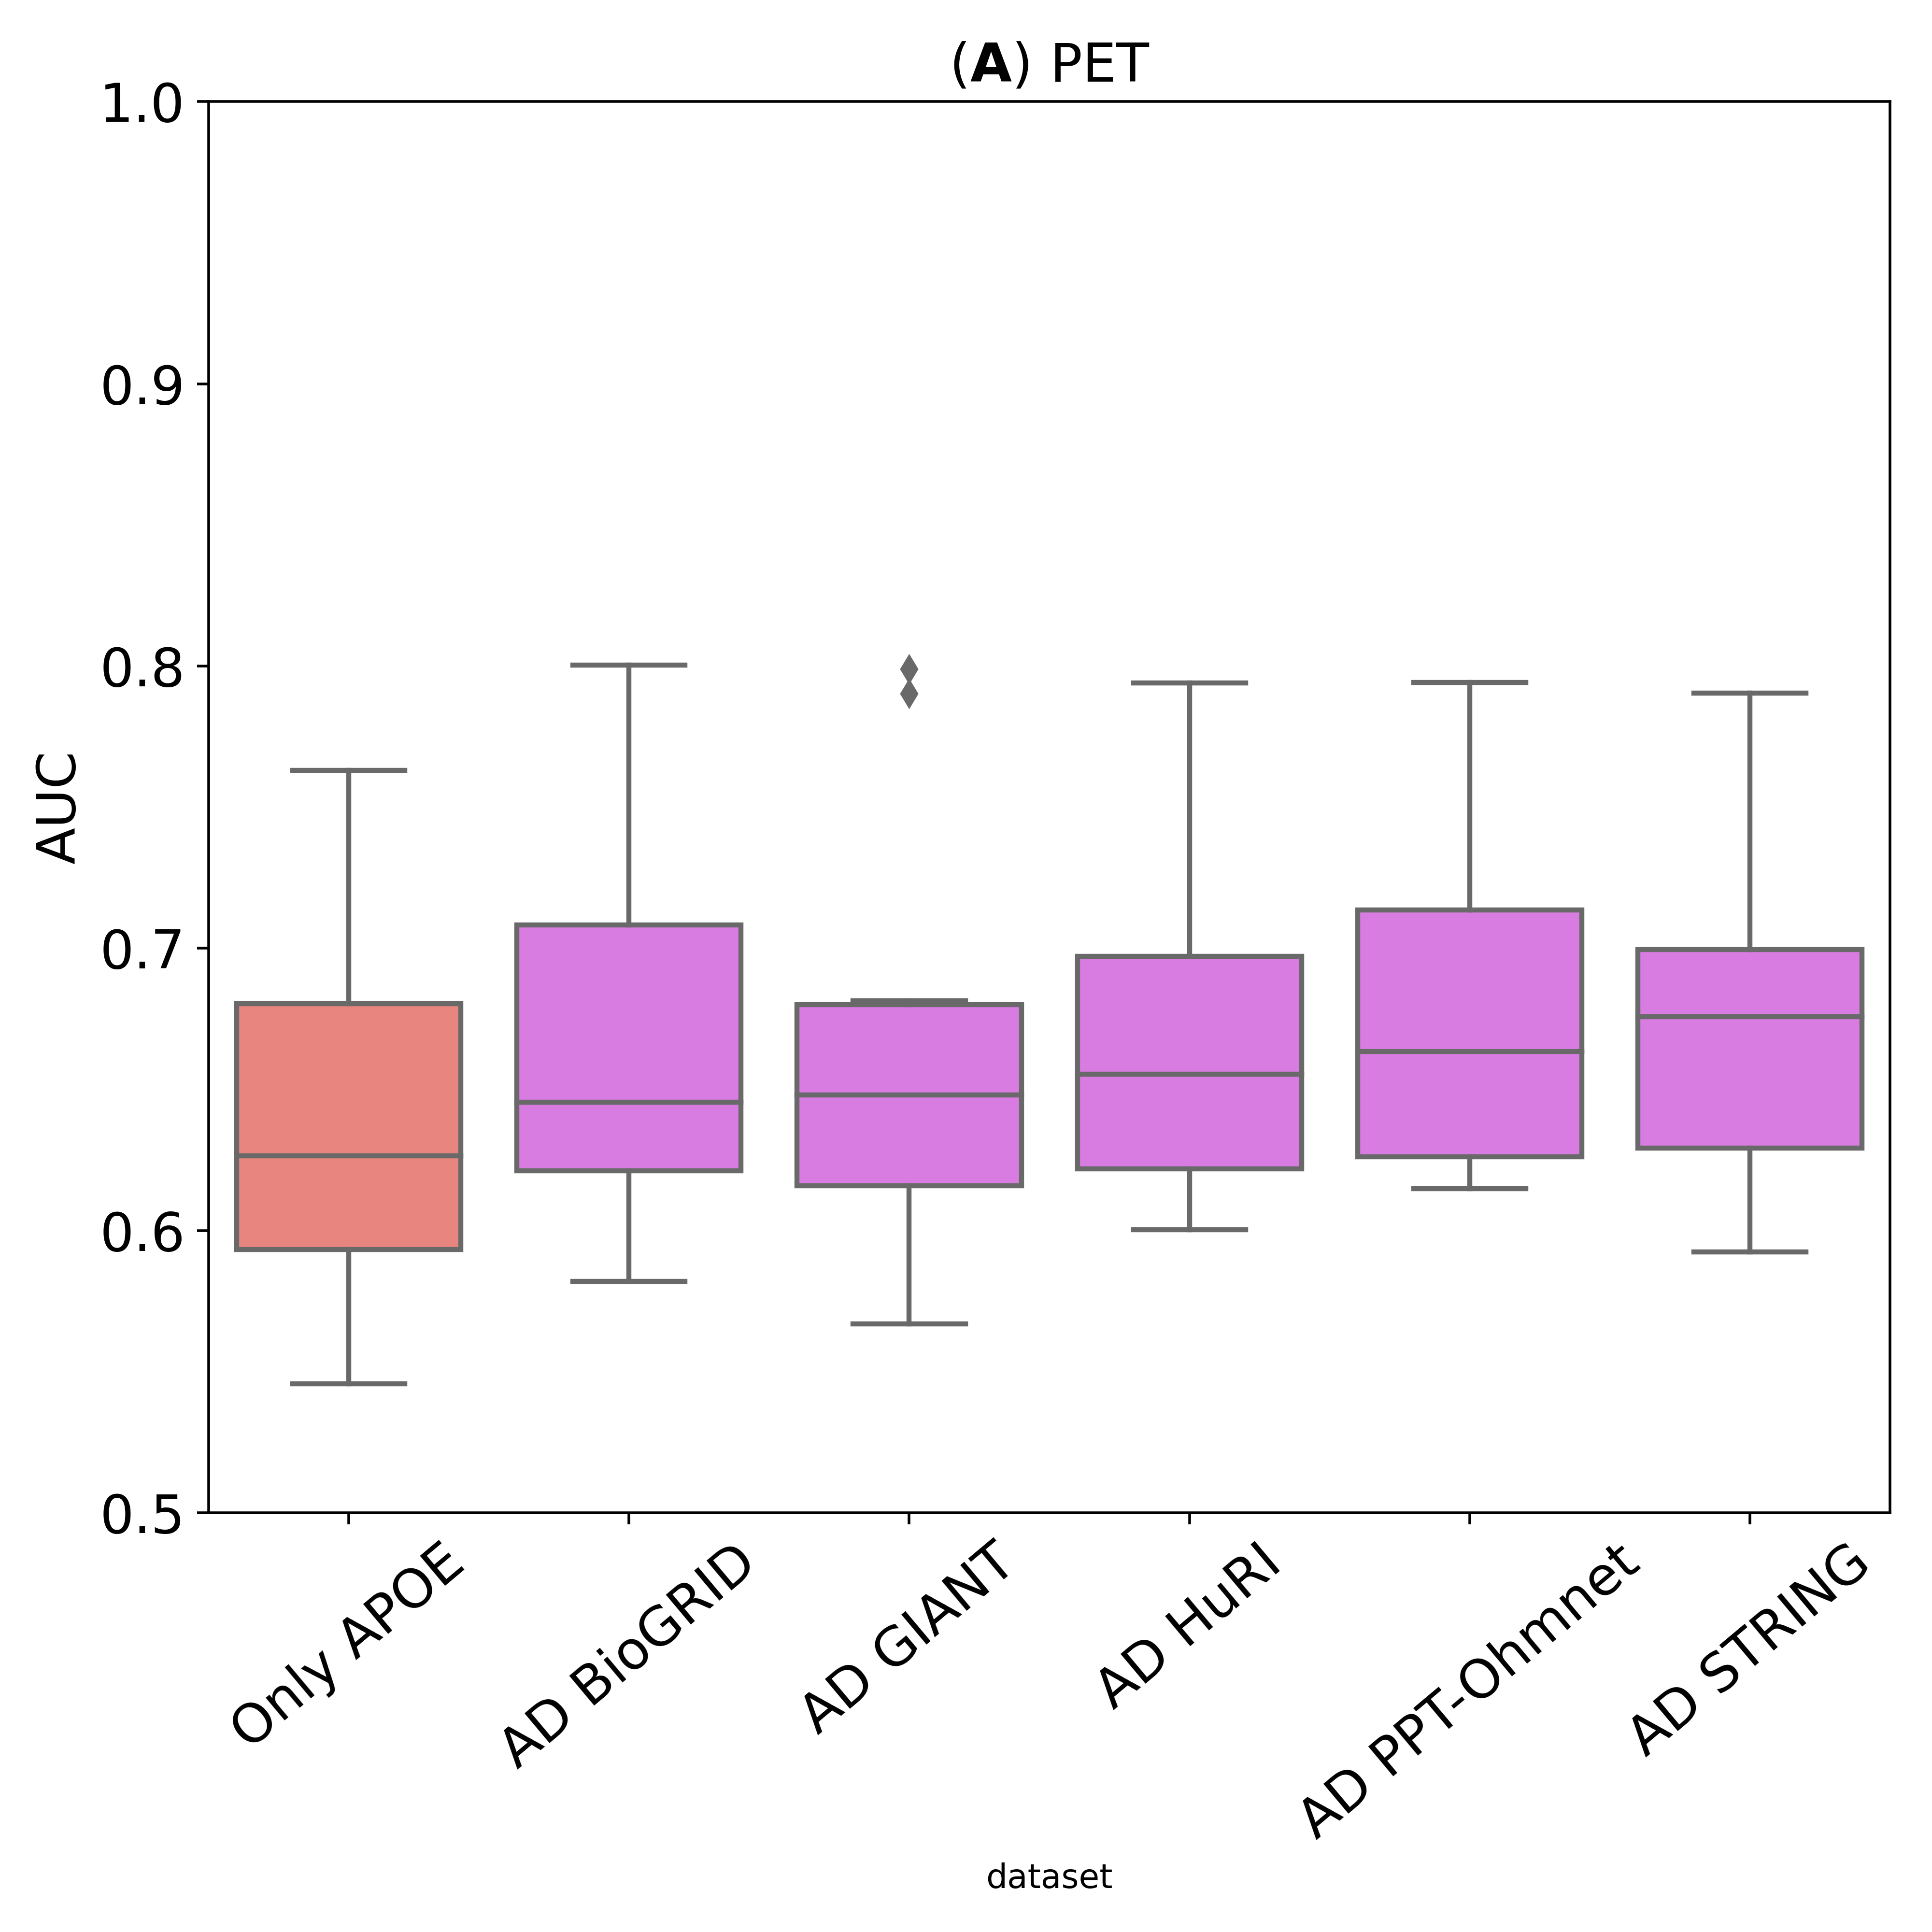 (A) PET
1.0
0.9
0.8
0.7
0.6
0.5
AUC
Only APOE
AD BioGRID
AD GIANT
AD HuRI
AD PPT-Ohmnet
AD STRING
dataset